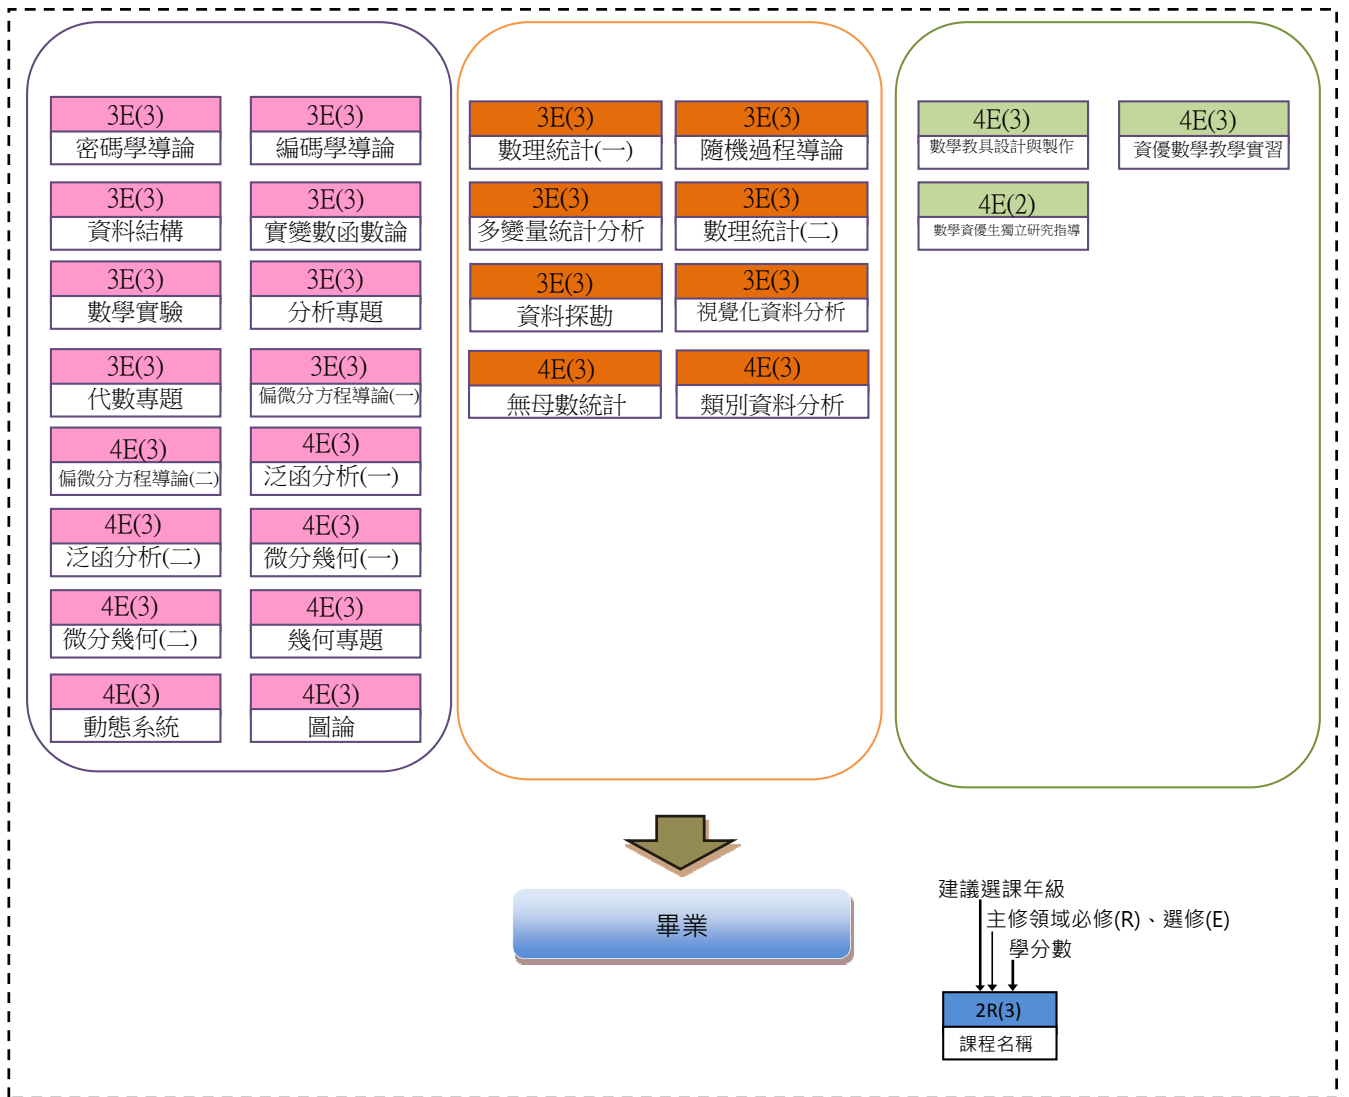 3E(3)
密碼學導論
3E(3)
編碼學導論
3E(3)
資料結構
3E(3)
實變數函數論
3E(3)
數學實驗
3E(3)
分析專題
3E(3)
代數專題
3E(3)
偏微分方程導論(一)
4E(3)
偏微分方程導論(二)
4E(3)
泛函分析(一)
4E(3)
泛函分析(二)
4E(3)
微分幾何(一)
4E(3)
微分幾何(二)
4E(3)
幾何專題
4E(3)
動態系統
4E(3)
圖論
3E(3)
數理統計(一)
3E(3)
隨機過程導論
3E(3)
多變量統計分析
3E(3)
數理統計(二)
3E(3)
資料探勘
3E(3)
視覺化資料分析
4E(3)
無母數統計
4E(3)
類別資料分析
4E(3)
數學教具設計與製作
4E(3)
資優數學教學實習
4E(2)
數學資優生獨立研究指導
畢業
建議選課年級
主修領域必修(R)、選修(E)
學分數
2R(3)
課程名稱